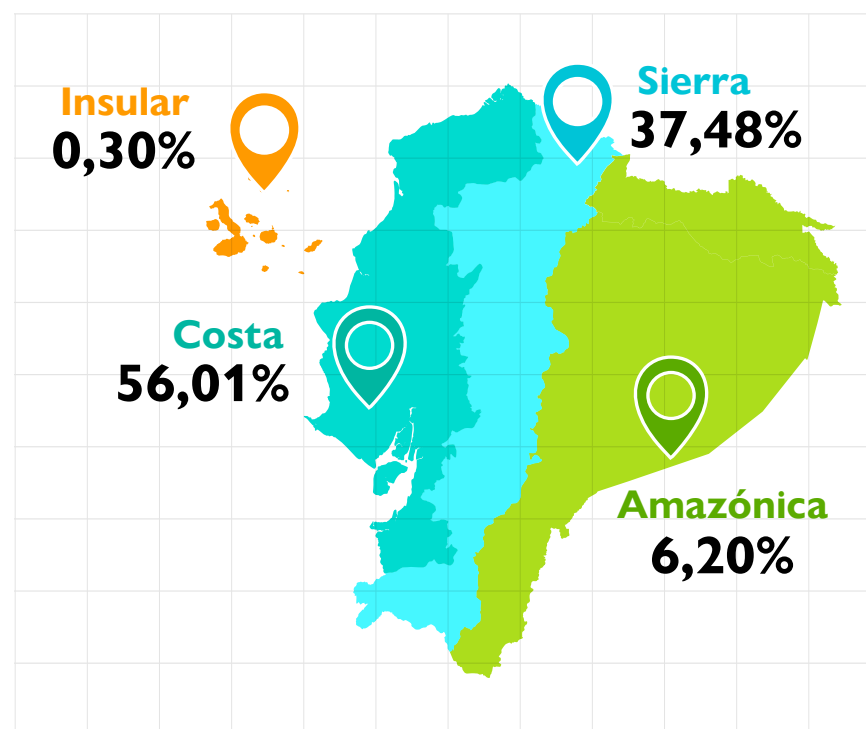 Insular
0,30%
Sierra
37,48%
Costa
56,01%
Amazónica
6,20%